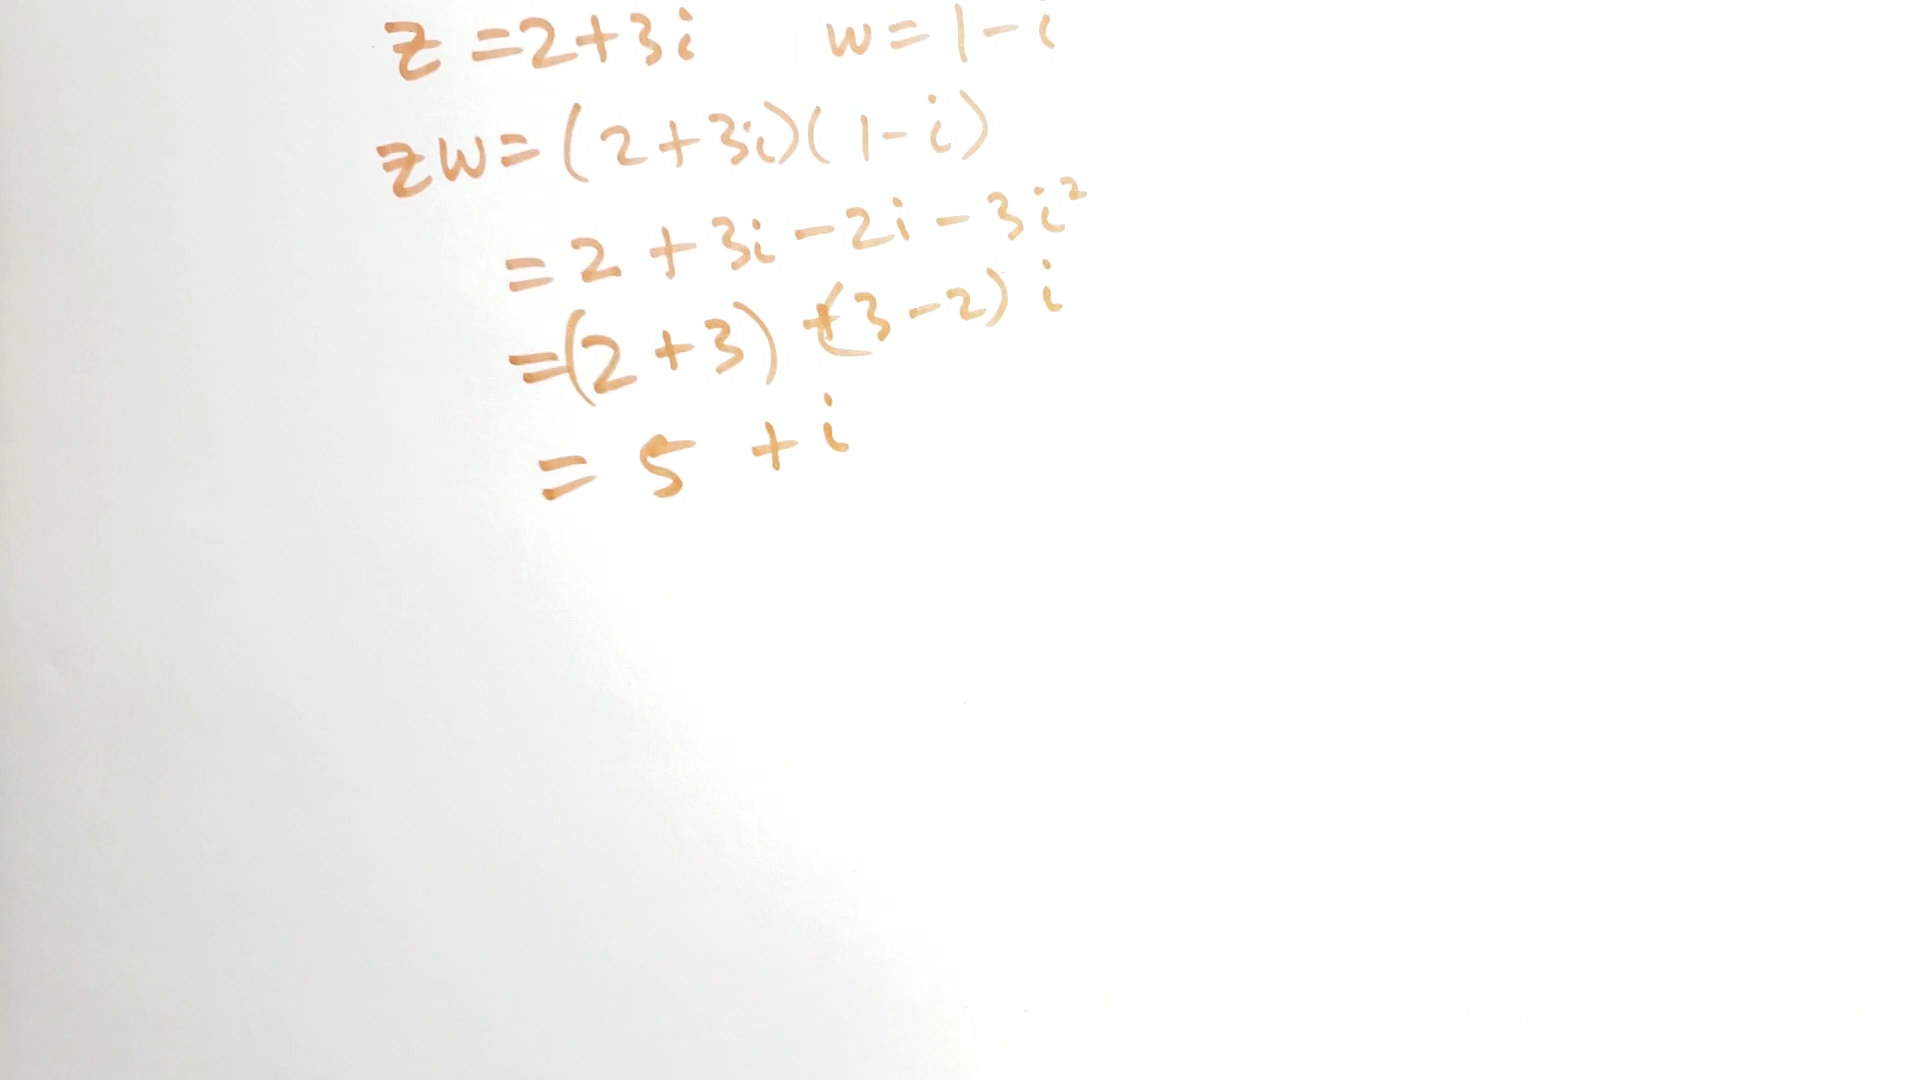 z = 2 + 3i w = 1 - i
zw = (2 + 3i)(1 - i)
= 2 + 3i - 2i - 3i²
= (2 + 3) + (3 - 2) i
= 5 + i